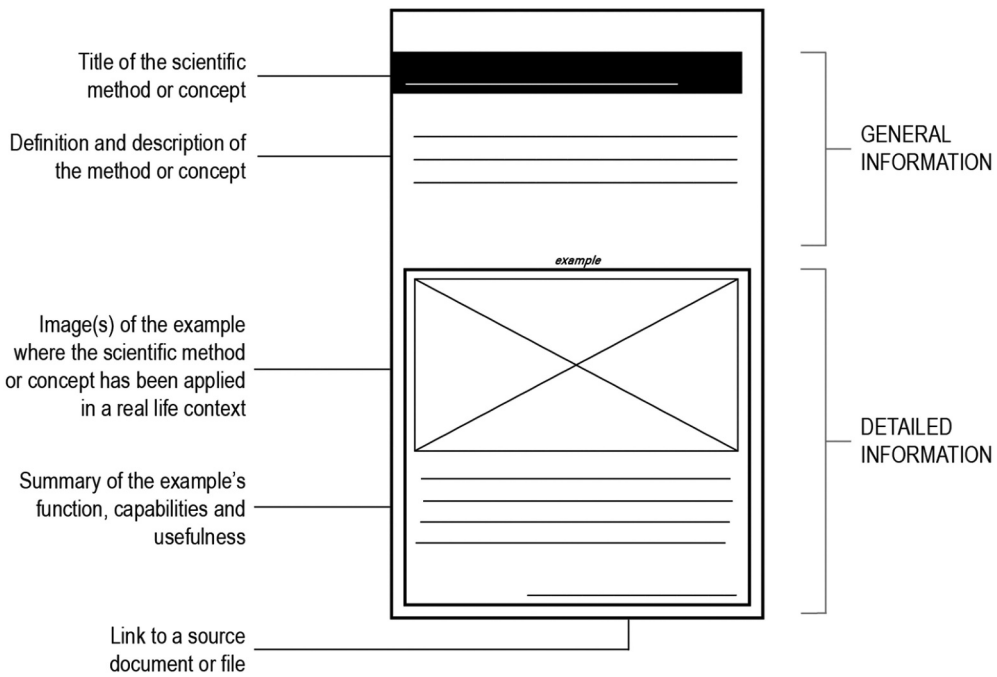 Title of the scientific
method or concept
Definition and description of
the method or concept
GENERAL
INFORMATION
example
Image(s) of the example
where the scientific method
or concept has been applied
in a real life context
DETAILED
INFORMATION
Summary of the example's
function, capabilities and
usefulness
Link to a source
document or file